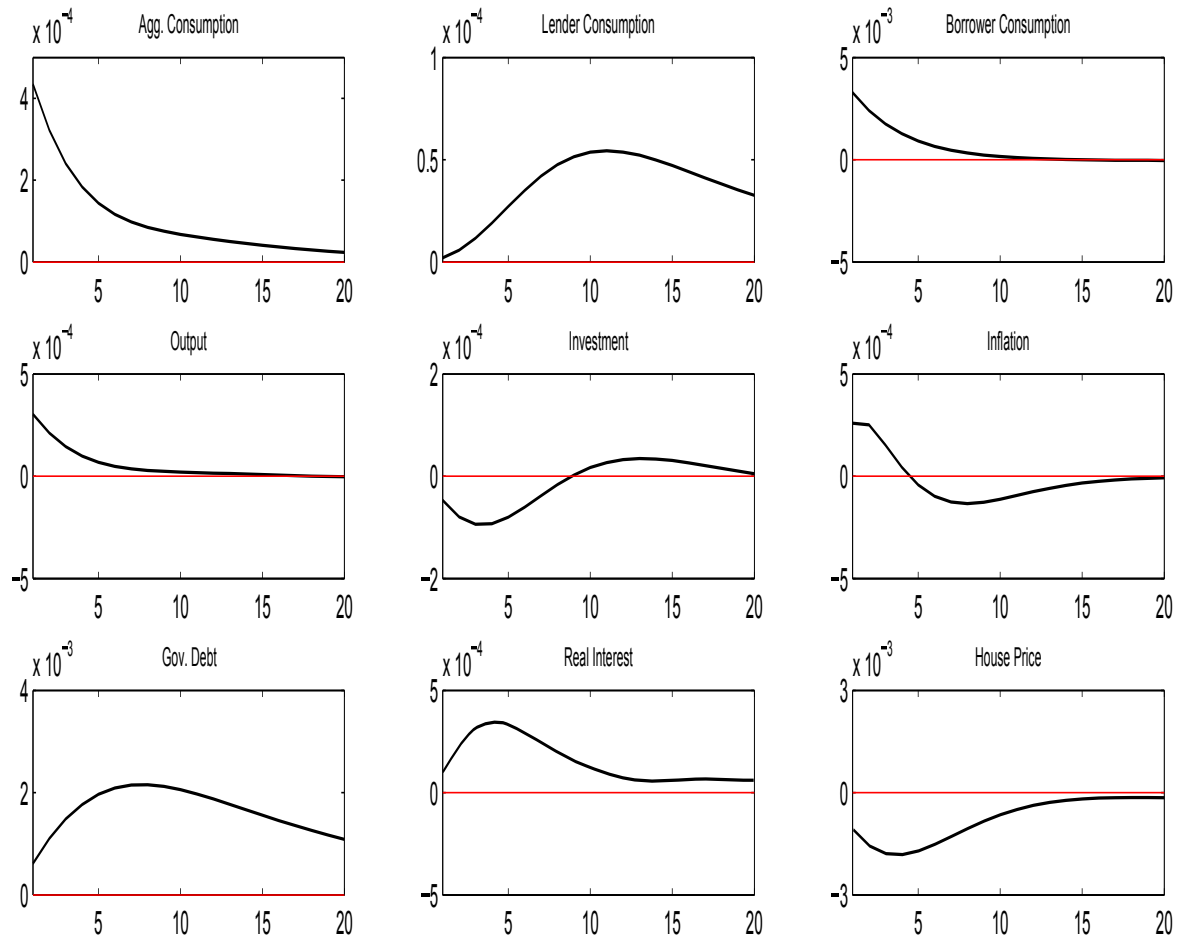 x 10⁻⁴ Agg. Consumption
4
2
0
5 10 15 20
x 10⁻⁴ Lender Consumption
1
0.5
0
5 10 15 20
x 10⁻³ Borrower Consumption
5
0
−5
5 10 15 20
x 10⁻⁴ Output
5
0
−5
5 10 15 20
x 10⁻⁴ Investment
2
0
−2
5 10 15 20
x 10⁻⁴ Inflation
5
0
−5
5 10 15 20
x 10⁻³ Gov. Debt
4
2
0
5 10 15 20
x 10⁻⁴ Real Interest
5
0
−5
5 10 15 20
x 10⁻³ House Price
3
0
−3
5 10 15 20